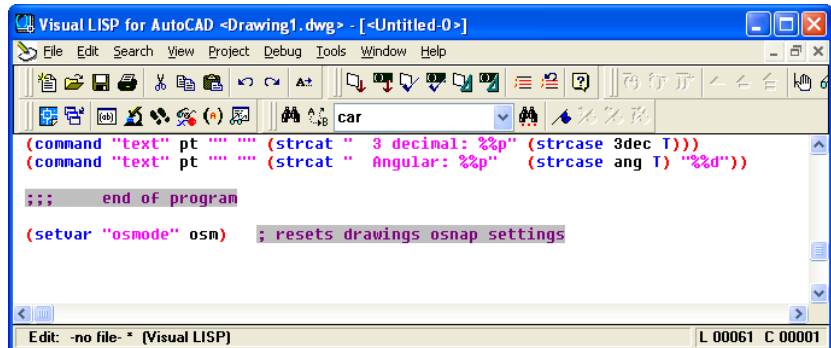 Visual LISP for AutoCAD <Drawing1.dwg> - [<Untitled-0>]
File Edit Search View Project Debug Tools Window Help
car
(command "text" pt "" "" (strcat "  3 decimal: %%p" (strcase 3dec T)))
(command "text" pt "" "" (strcat "  Angular: %%p"   (strcase ang T) "%%d"))
;;;     end of program
(setvar "osmode" osm)   ; resets drawings osnap settings
Edit: -no file- * (Visual LISP) L 00061 C 00001